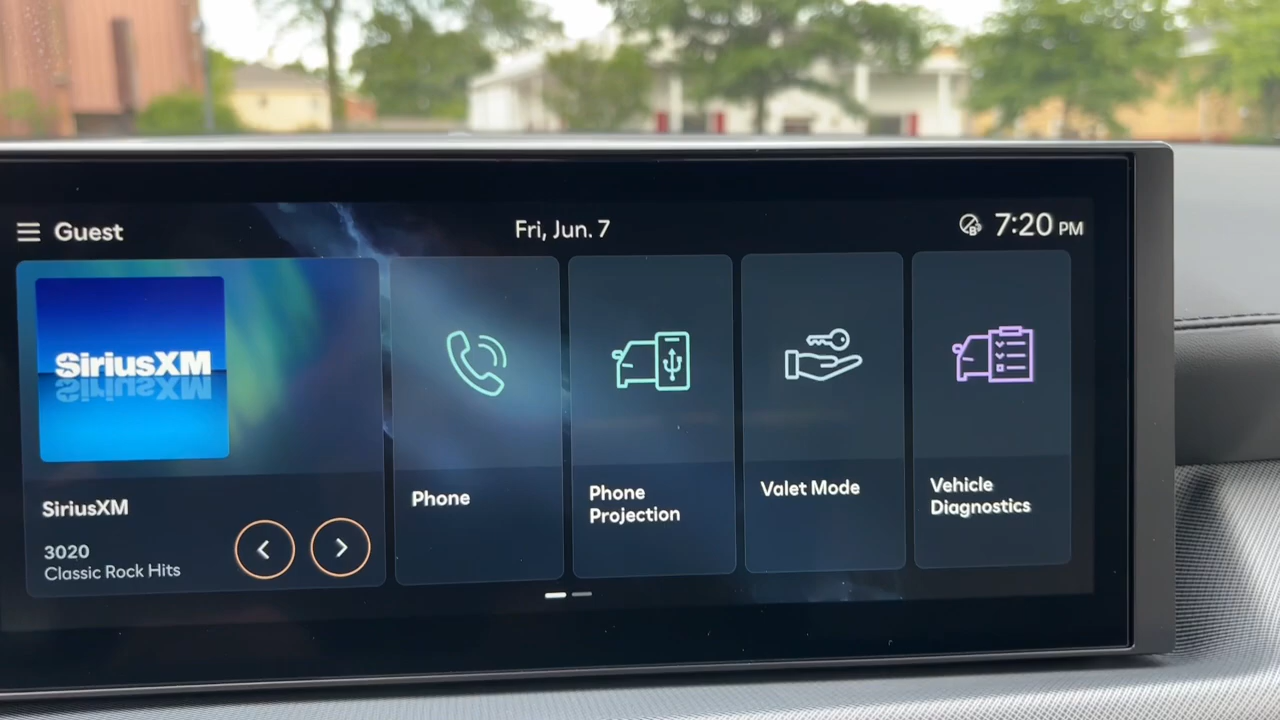 Guest
Fri, Jun. 7
7:20 PM
SiriusXM
SiriusXM
3020
Classic Rock Hits
Phone
Phone
Projection
Valet Mode
Vehicle
Diagnostics